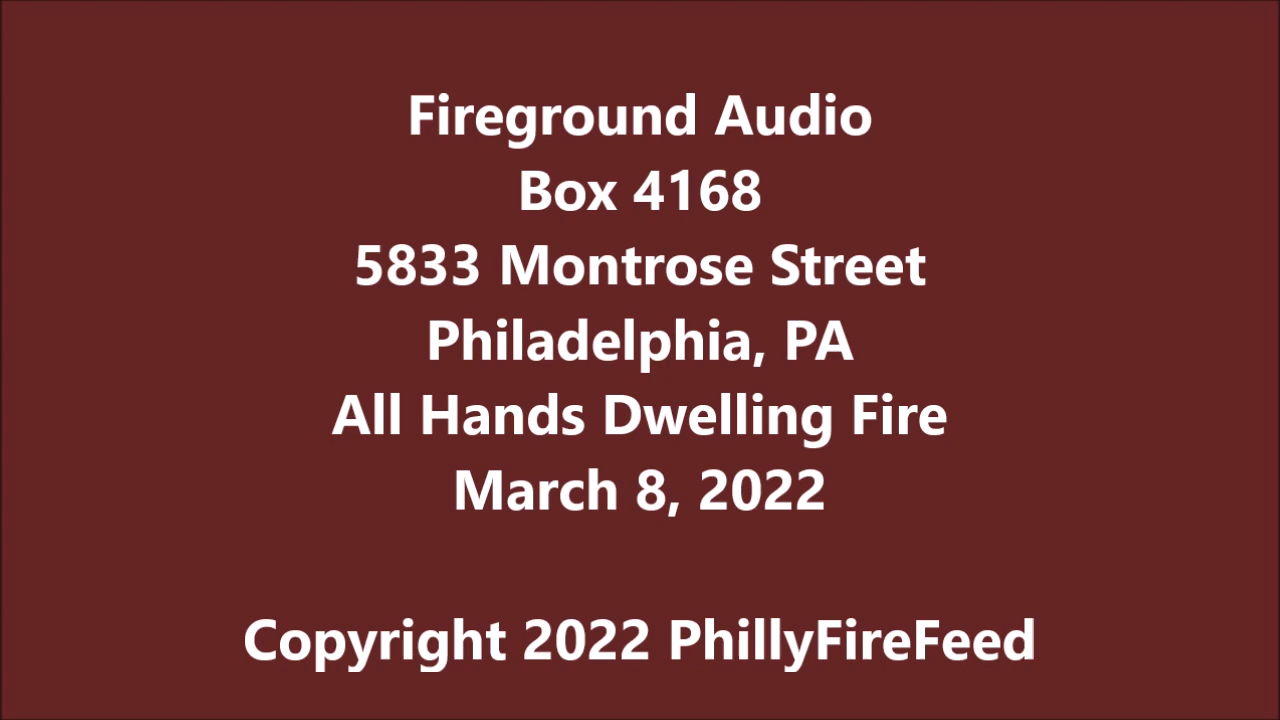 Fireground Audio
Box 4168
5833 Montrose Street
Philadelphia, PA
All Hands Dwelling Fire
March 8, 2022
Copyright 2022 PhillyFireFeed